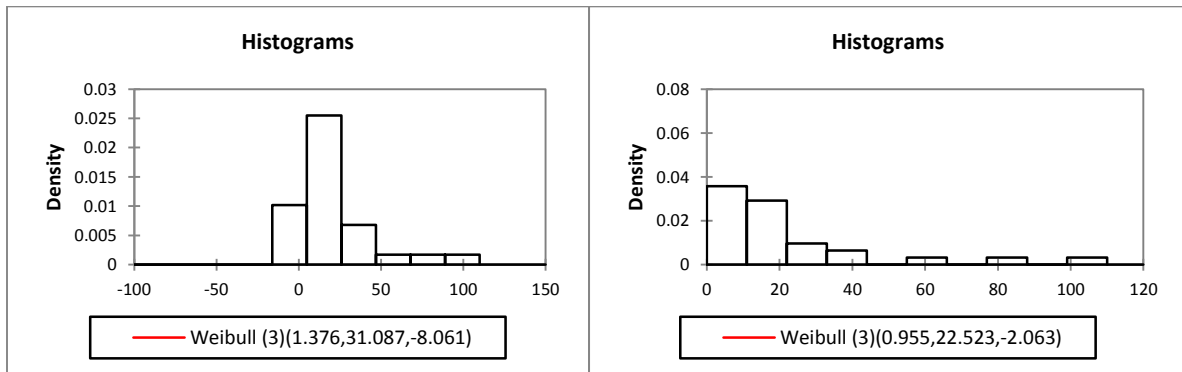 Histograms
0.03
0.025
0.02
0.015
0.01
0.005
0
Density
-100 -50 0 50 100 150
Weibull (3)(1.376,31.087,-8.061)
Histograms
0.08
0.06
0.04
0.02
0
Density
0 20 40 60 80 100 120
Weibull (3)(0.955,22.523,-2.063)